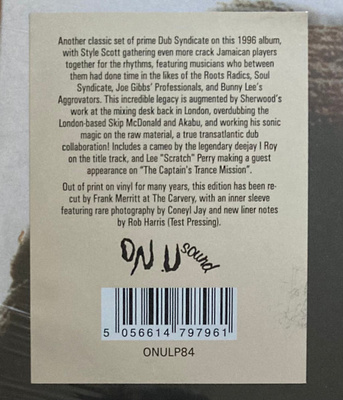 Another classic set of prime Dub Syndicate on this 1996 album,
with Style Scott gathering even more crack Jamaican players
together for the rhythms, featuring musicians who between
them had done time in the likes of the Roots Radics, Soul
Syndicate, Joe Gibbs' Professionals, and Bunny Lee's
Aggrovators. This incredible legacy is augmented by Sherwood's
work at the mixing desk back in London, overdubbing the
London-based Skip McDonald and Akabu, and working his sonic
magic on the raw material, a true transatlantic dub
collaboration! Includes a cameo by the legendary deejay I Roy
on the title track, and Lee "Scratch" Perry making a guest
appearance on "The Captain's Trance Mission".
Out of print on vinyl for many years, this edition has been re-
cut by Frank Merritt at The Carvery, with an inner sleeve
featuring rare photography by Coneyl Jay and new liner notes
by Rob Harris (Test Pressing).
ON.U sound
5 056614 797961
ONULP84